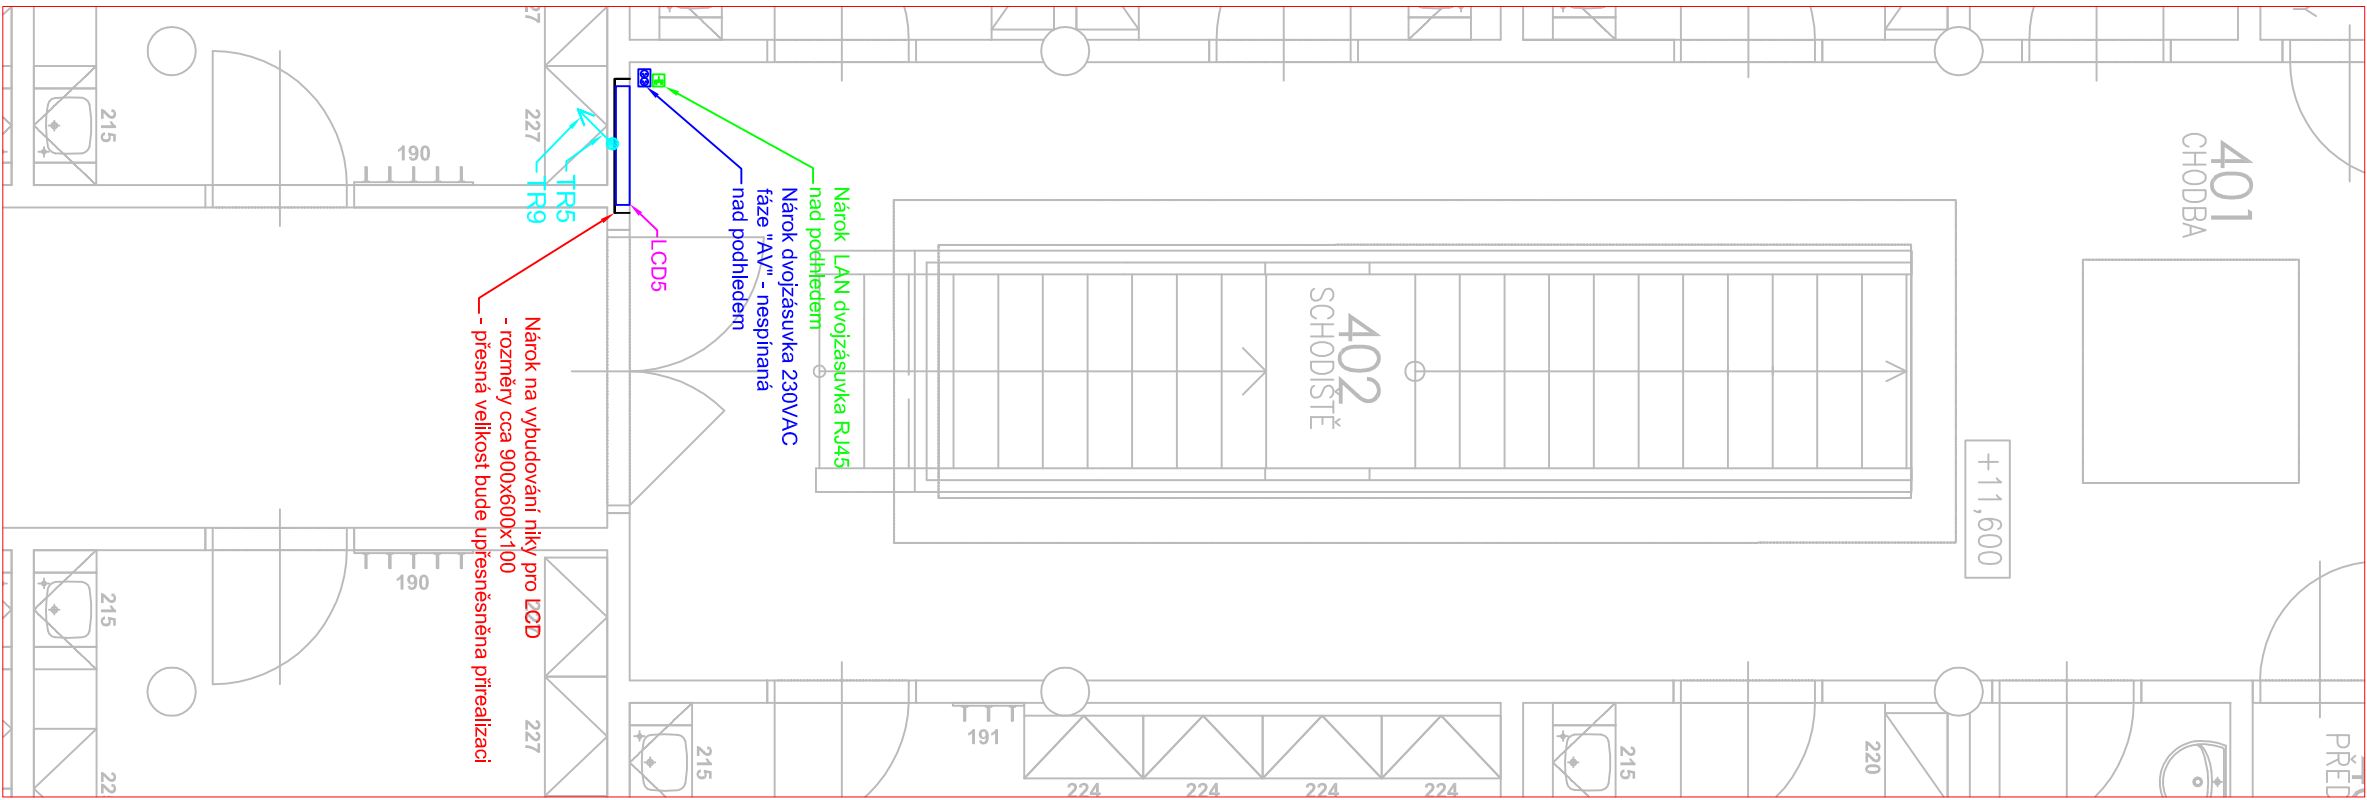 401
CHODBA
402
SCHODIŠTĚ
+11,600
Nárok LAN dvojzásuvka RJ45
- nad podhledem
Nárok dvojzásuvka 230VAC
fáze "AV" - nespínaná
- nad podhledem
LCD5
TR5
TR9
Nárok na vybudování niky pro LCD
- rozměry cca 900x600x100
- přesná velikost bude upřesněsněna přirealizaci
227
215
190
190
215
227
227
215
191
224
224
224
224
215
220